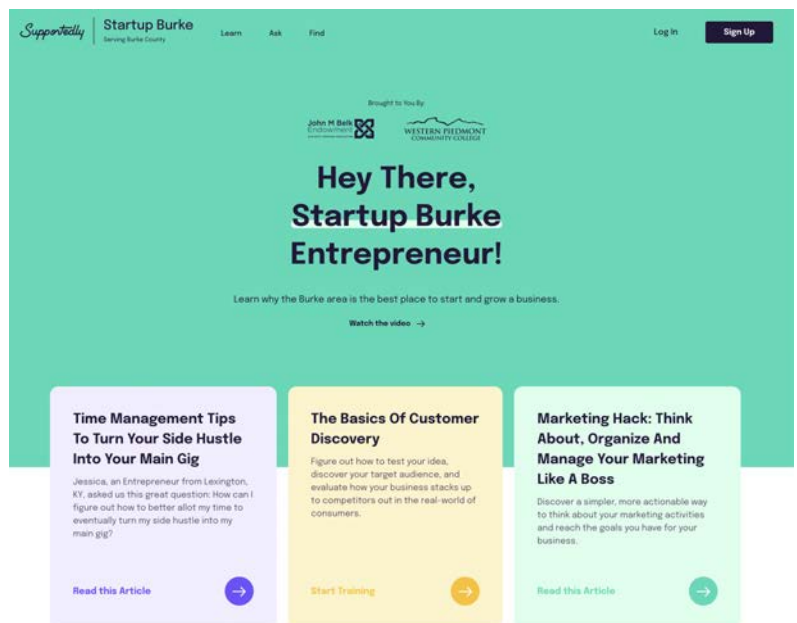 Supportedly
Startup Burke
Serving Burke County
Learn
Ask
Find
Log In
Sign Up
Brought to You By
John M Belk
Endowment
WESTERN PIEDMONT
COMMUNITY COLLEGE
Hey There,
Startup Burke
Entrepreneur!
Learn why the Burke area is the best place to start and grow a business.
Watch the video →
Time Management Tips
To Turn Your Side Hustle
Into Your Main Gig
Jessica, an Entrepreneur from Lexington,
KY, asked us this great question: How can I
figure out how to better allot my time to
eventually turn my side hustle into my
main gig?
Read this Article
The Basics Of Customer
Discovery
Figure out how to test your idea,
discover your target audience, and
evaluate how your business stacks up
to competitors out in the real-world of
consumers.
Start Training
Marketing Hack: Think
About, Organize And
Manage Your Marketing
Like A Boss
Discover a simpler, more actionable way
to think about your marketing activities
and reach the goals you have for your
business.
Read this Article